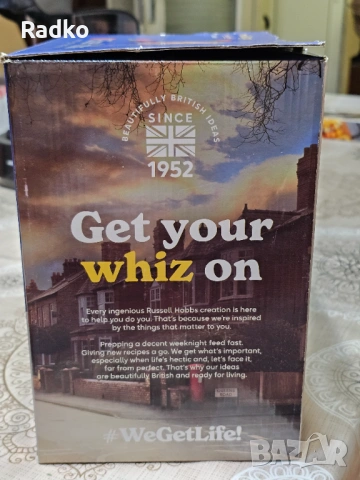 Radko
BEAUTIFULLY BRITISH IDEAS
SINCE
1952
Get your
whiz on
Every ingenious Russell Hobbs creation is here
to help you do you. That's because we're inspired
by the things that matter to you.
Prepping a decent weeknight feed fast.
Giving new recipes a go. We get what's important,
especially when life's hectic and, let's face it,
far from perfect. That's why our ideas
are beautifully British and ready for living.
#WeGetLife!
BAZAR